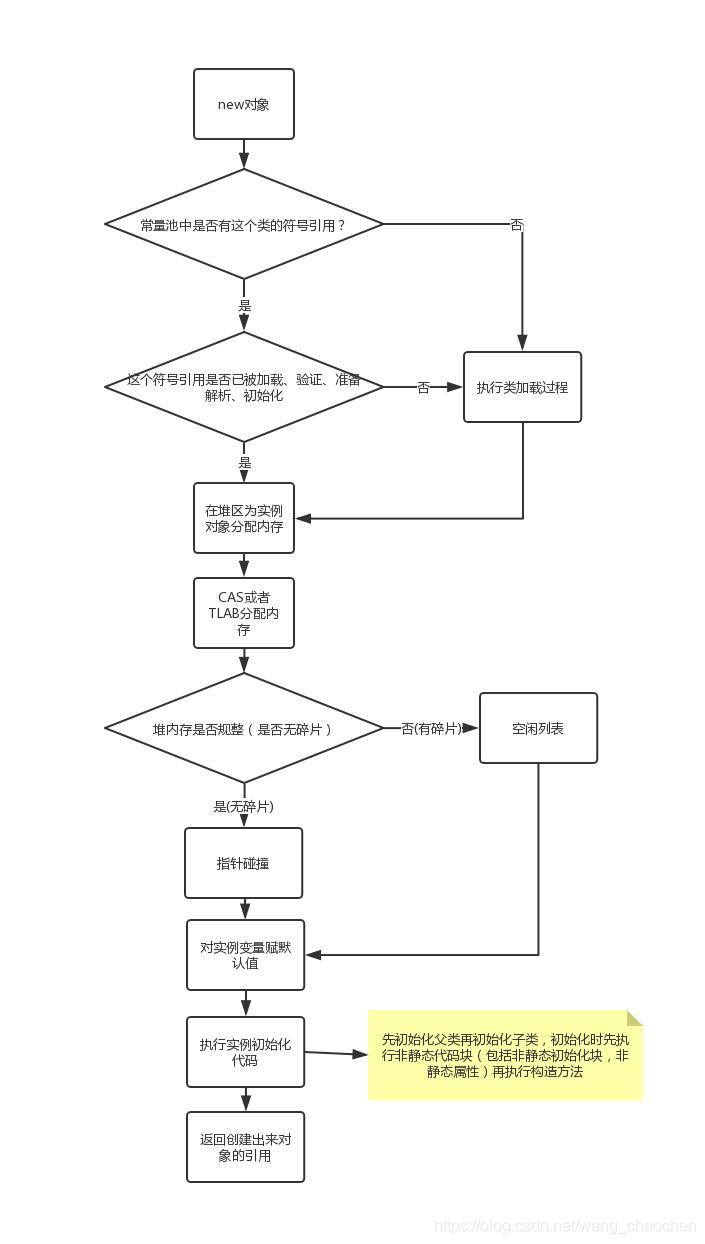 new对象
常量池中是否有这个类的符号引用？
否
是
这个符号引用是否已被加载、验证、准备
解析、初始化
否
执行类加载过程
是
在堆区为实例
对象分配内存
CAS或者
TLAB分配内
存
堆内存是否规整（是否无碎片）
否(有碎片)
空闲列表
是(无碎片)
指针碰撞
对实例变量赋默
认值
执行实例初始化
代码
先初始化父类再初始化子类，初始化时先执
行非静态代码块（包括非静态初始化块，非
静态属性）再执行构造方法
返回创建出来对
象的引用
https://blog.csdn.net/wang_chaochen